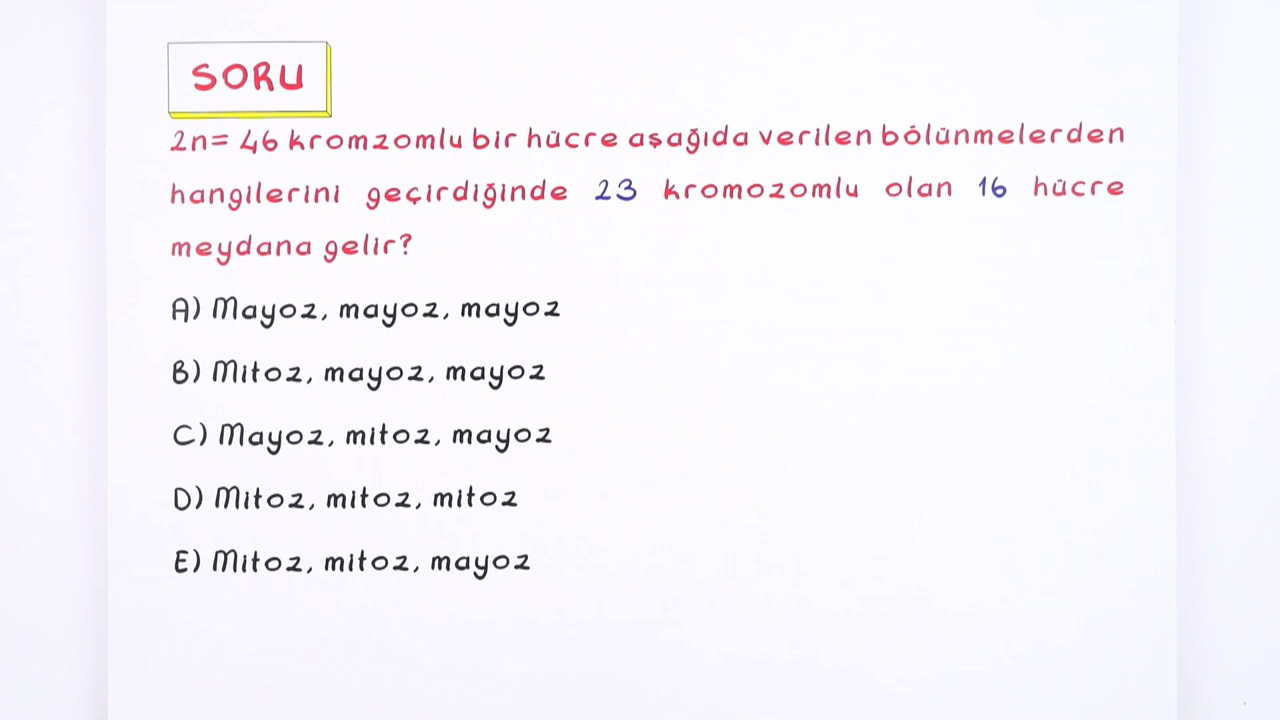 SORU
2n= 46 kromzomlu bir hücre aşağıda verilen bölünmelerden
hangilerini geçirdiğinde 23 kromozomlu olan 16 hücre
meydana gelir?
A) Mayoz, mayoz, mayoz
B) Mitoz, mayoz, mayoz
C) Mayoz, mitoz, mayoz
D) Mitoz, mitoz, mitoz
E) Mitoz, mitoz, mayoz